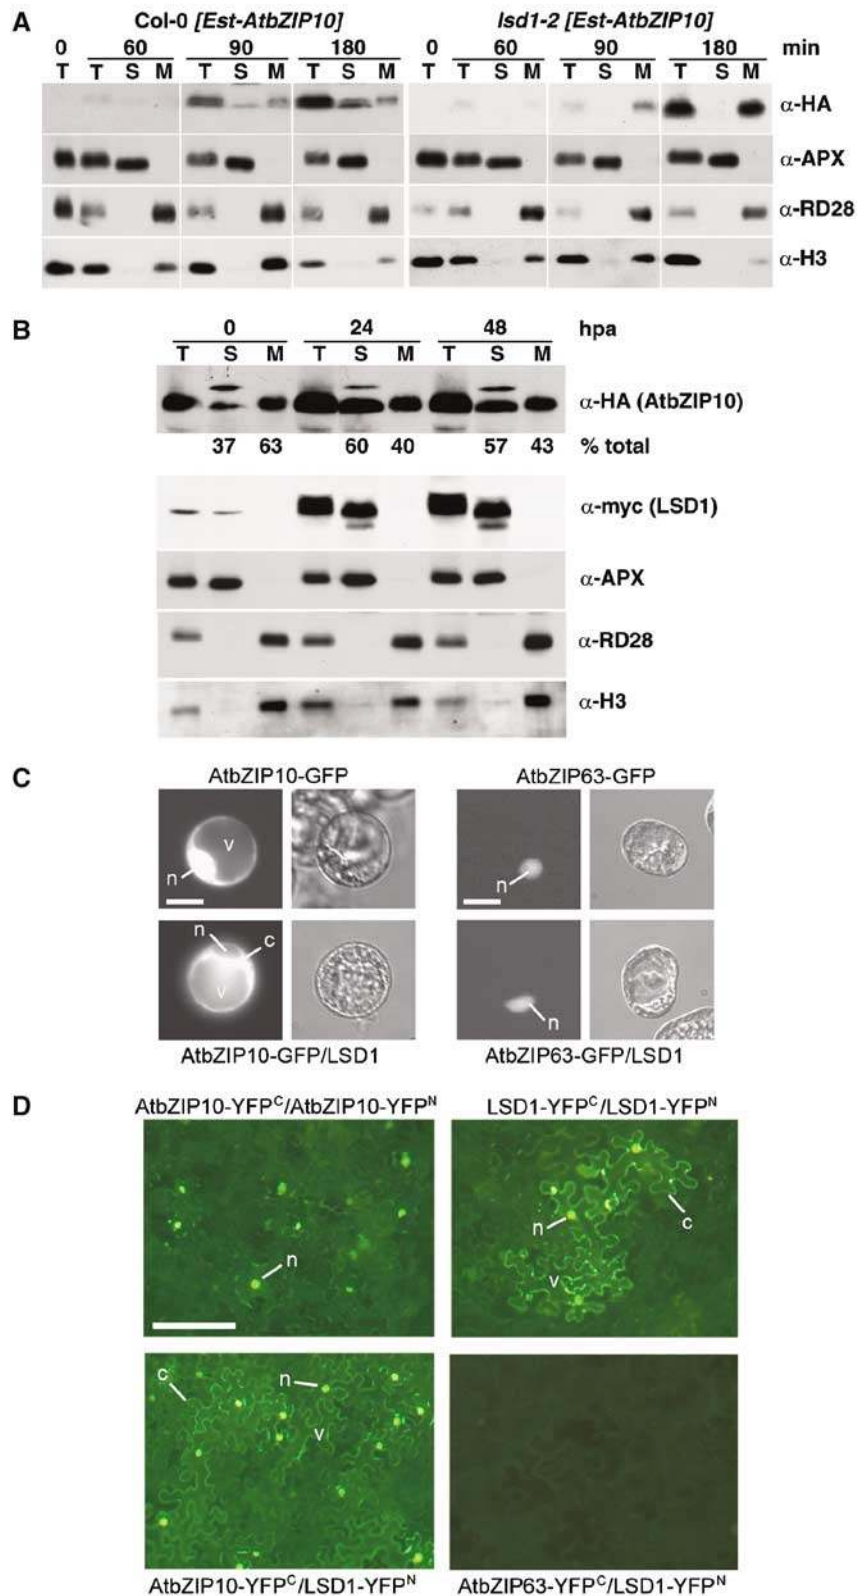 A
Col-0 [Est-AtbZIP10] lsd1-2 [Est-AtbZIP10]
0 60 90 180 0 60 90 180 min
T T S M T S M T S M T T S M T S M T S M
α-HA
α-APX
α-RD28
α-H3
B
0 24 48 hpa
T S M T S M T S M
α-HA (AtbZIP10)
37 63 60 40 57 43 % total
α-myc (LSD1)
α-APX
α-RD28
α-H3
C
AtbZIP10-GFP AtbZIP63-GFP
v
n n
n c
v n
AtbZIP10-GFP/LSD1 AtbZIP63-GFP/LSD1
D
AtbZIP10-YFPᶜ/AtbZIP10-YFPᴺ LSD1-YFPᶜ/LSD1-YFPᴺ
n n c
v
c n
v
AtbZIP10-YFPᶜ/LSD1-YFPᴺ AtbZIP63-YFPᶜ/LSD1-YFPᴺ